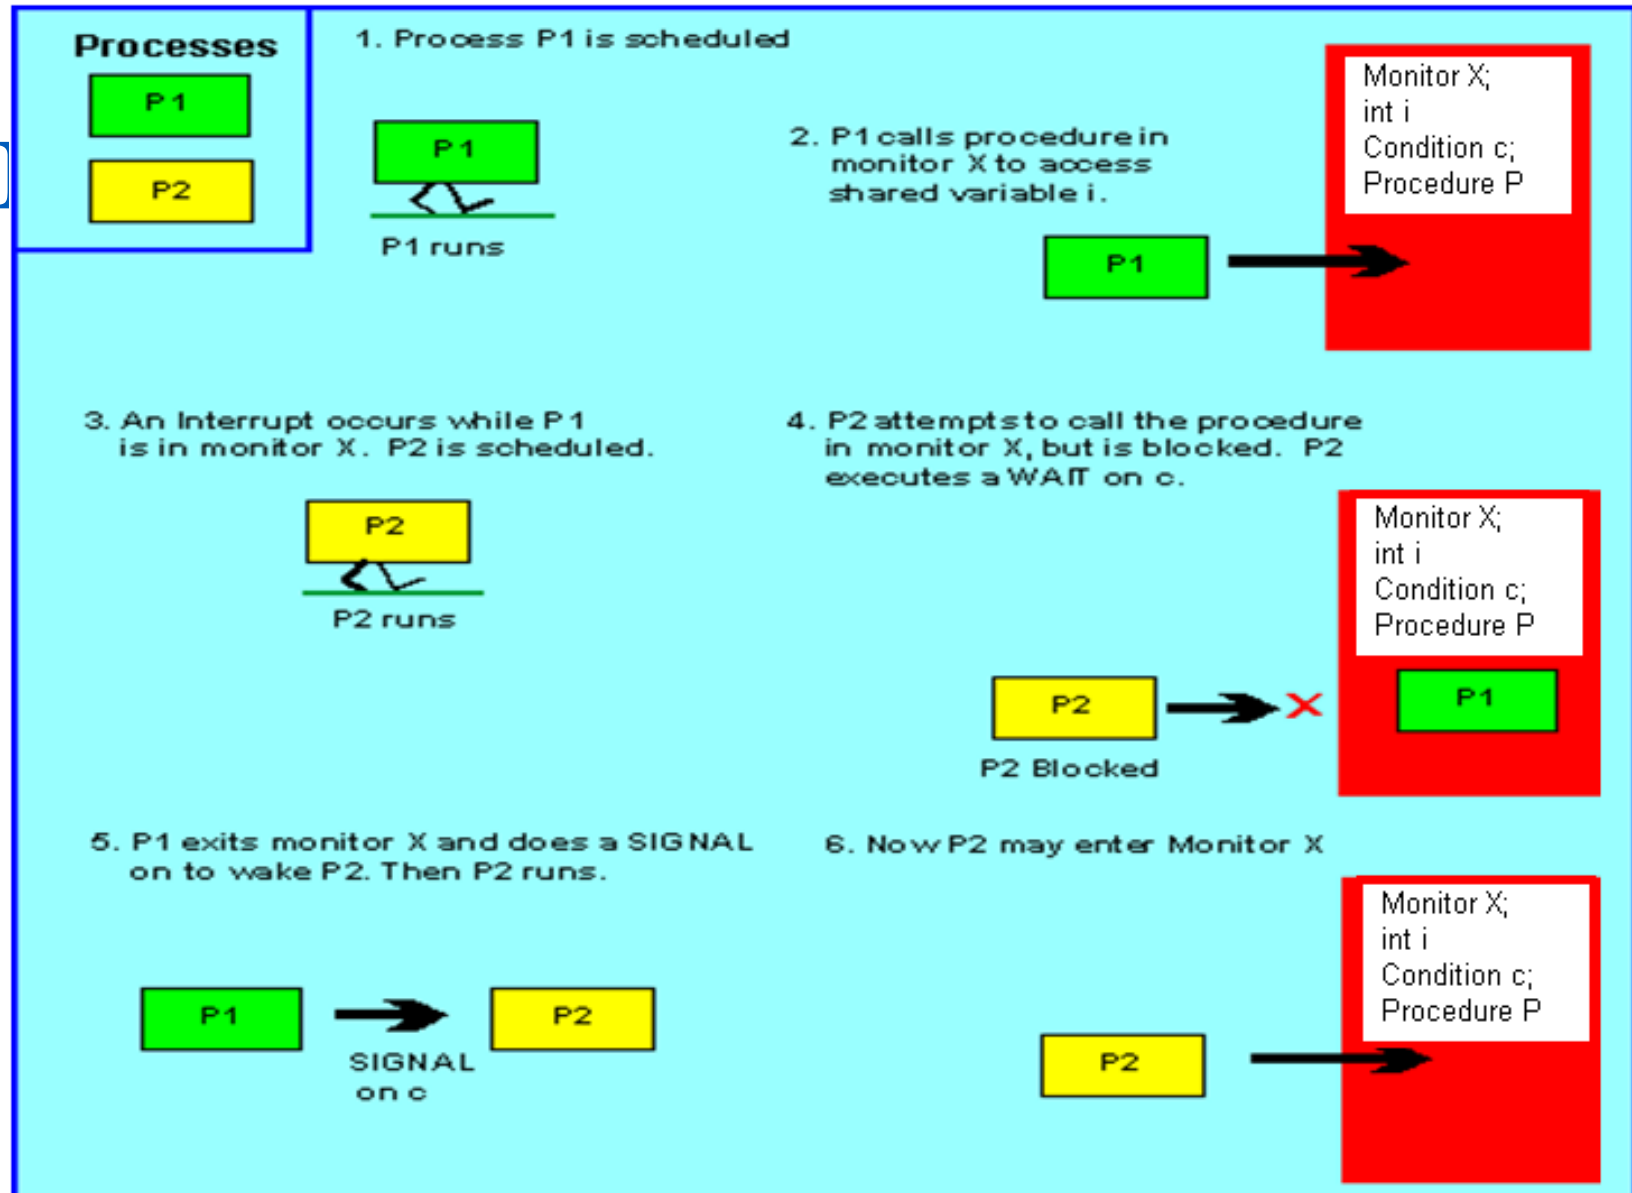 Processes
P1
P2
1. Process P1 is scheduled
P1
P1 runs
2. P1 calls procedure in
monitor X to access
shared variable i.
P1
Monitor X;
int i
Condition c;
Procedure P
3. An Interrupt occurs while P1
is in monitor X. P2 is scheduled.
P2
P2 runs
4. P2 attempts to call the procedure
in monitor X, but is blocked. P2
executes a WAIT on c.
P2
X
P2 Blocked
Monitor X;
int i
Condition c;
Procedure P
P1
5. P1 exits monitor X and does a SIGNAL
on to wake P2. Then P2 runs.
P1
P2
SIGNAL
on c
6. Now P2 may enter Monitor X
P2
Monitor X;
int i
Condition c;
Procedure P